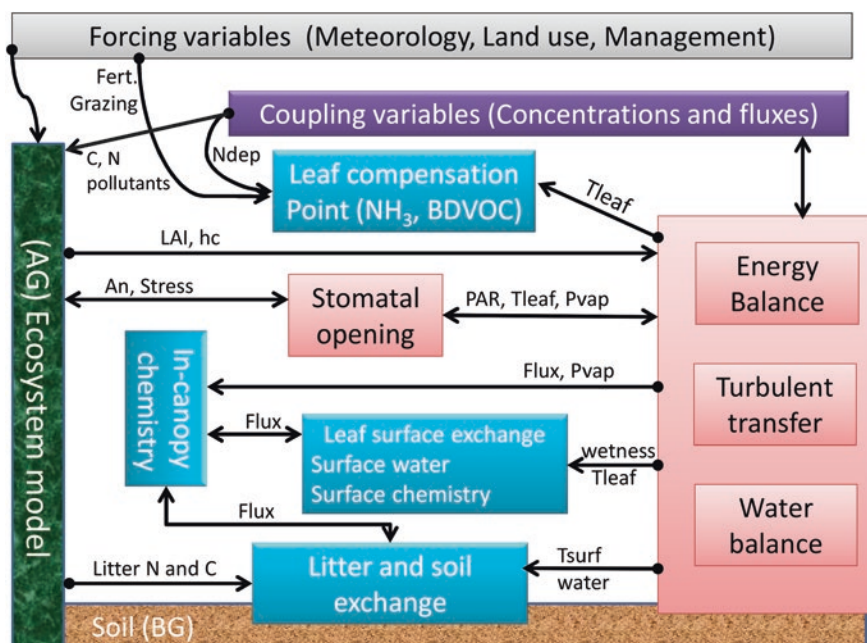 Forcing variables (Meteorology, Land use, Management)
Fert.
Grazing
Coupling variables (Concentrations and fluxes)
C, N
pollutants
Ndep
Leaf compensation
Point (NH₃, BDVOC)
Tleaf
(AG) Ecosystem model
LAI, hc
Energy
Balance
An, Stress
Stomatal
opening
PAR, Tleaf, Pvap
In-canopy
chemistry
Flux, Pvap
Turbulent
transfer
Flux
Leaf surface exchange
Surface water
Surface chemistry
wetness
Tleaf
Water
balance
Flux
Litter N and C
Litter and soil
exchange
Tsurf
water
Soil (BG)